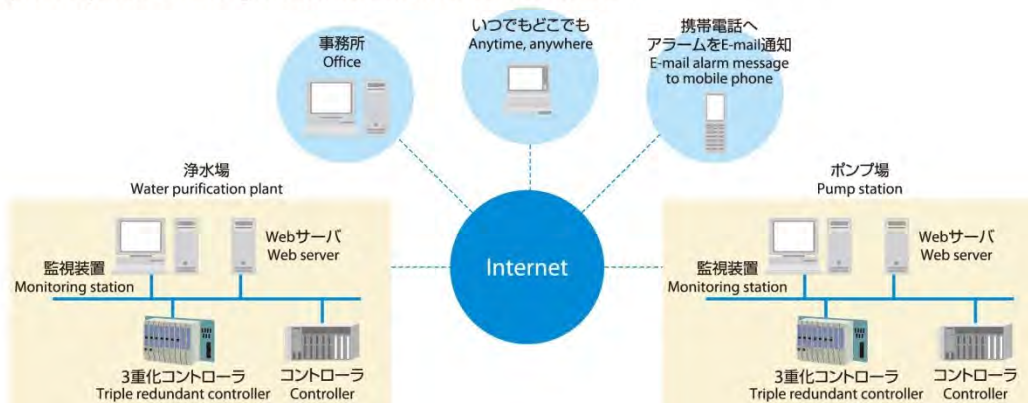 事務所
Office
いつでもどこでも
Anytime, anywhere
携帯電話へ
アラームをE-mail通知
E-mail alarm message
to mobile phone
浄水場
Water purification plant
Webサーバ
Web server
監視装置
Monitoring station
3重化コントローラ
Triple redundant controller
コントローラ
Controller
Internet
ポンプ場
Pump station
Webサーバ
Web server
監視装置
Monitoring station
3重化コントローラ
Triple redundant controller
コントローラ
Controller